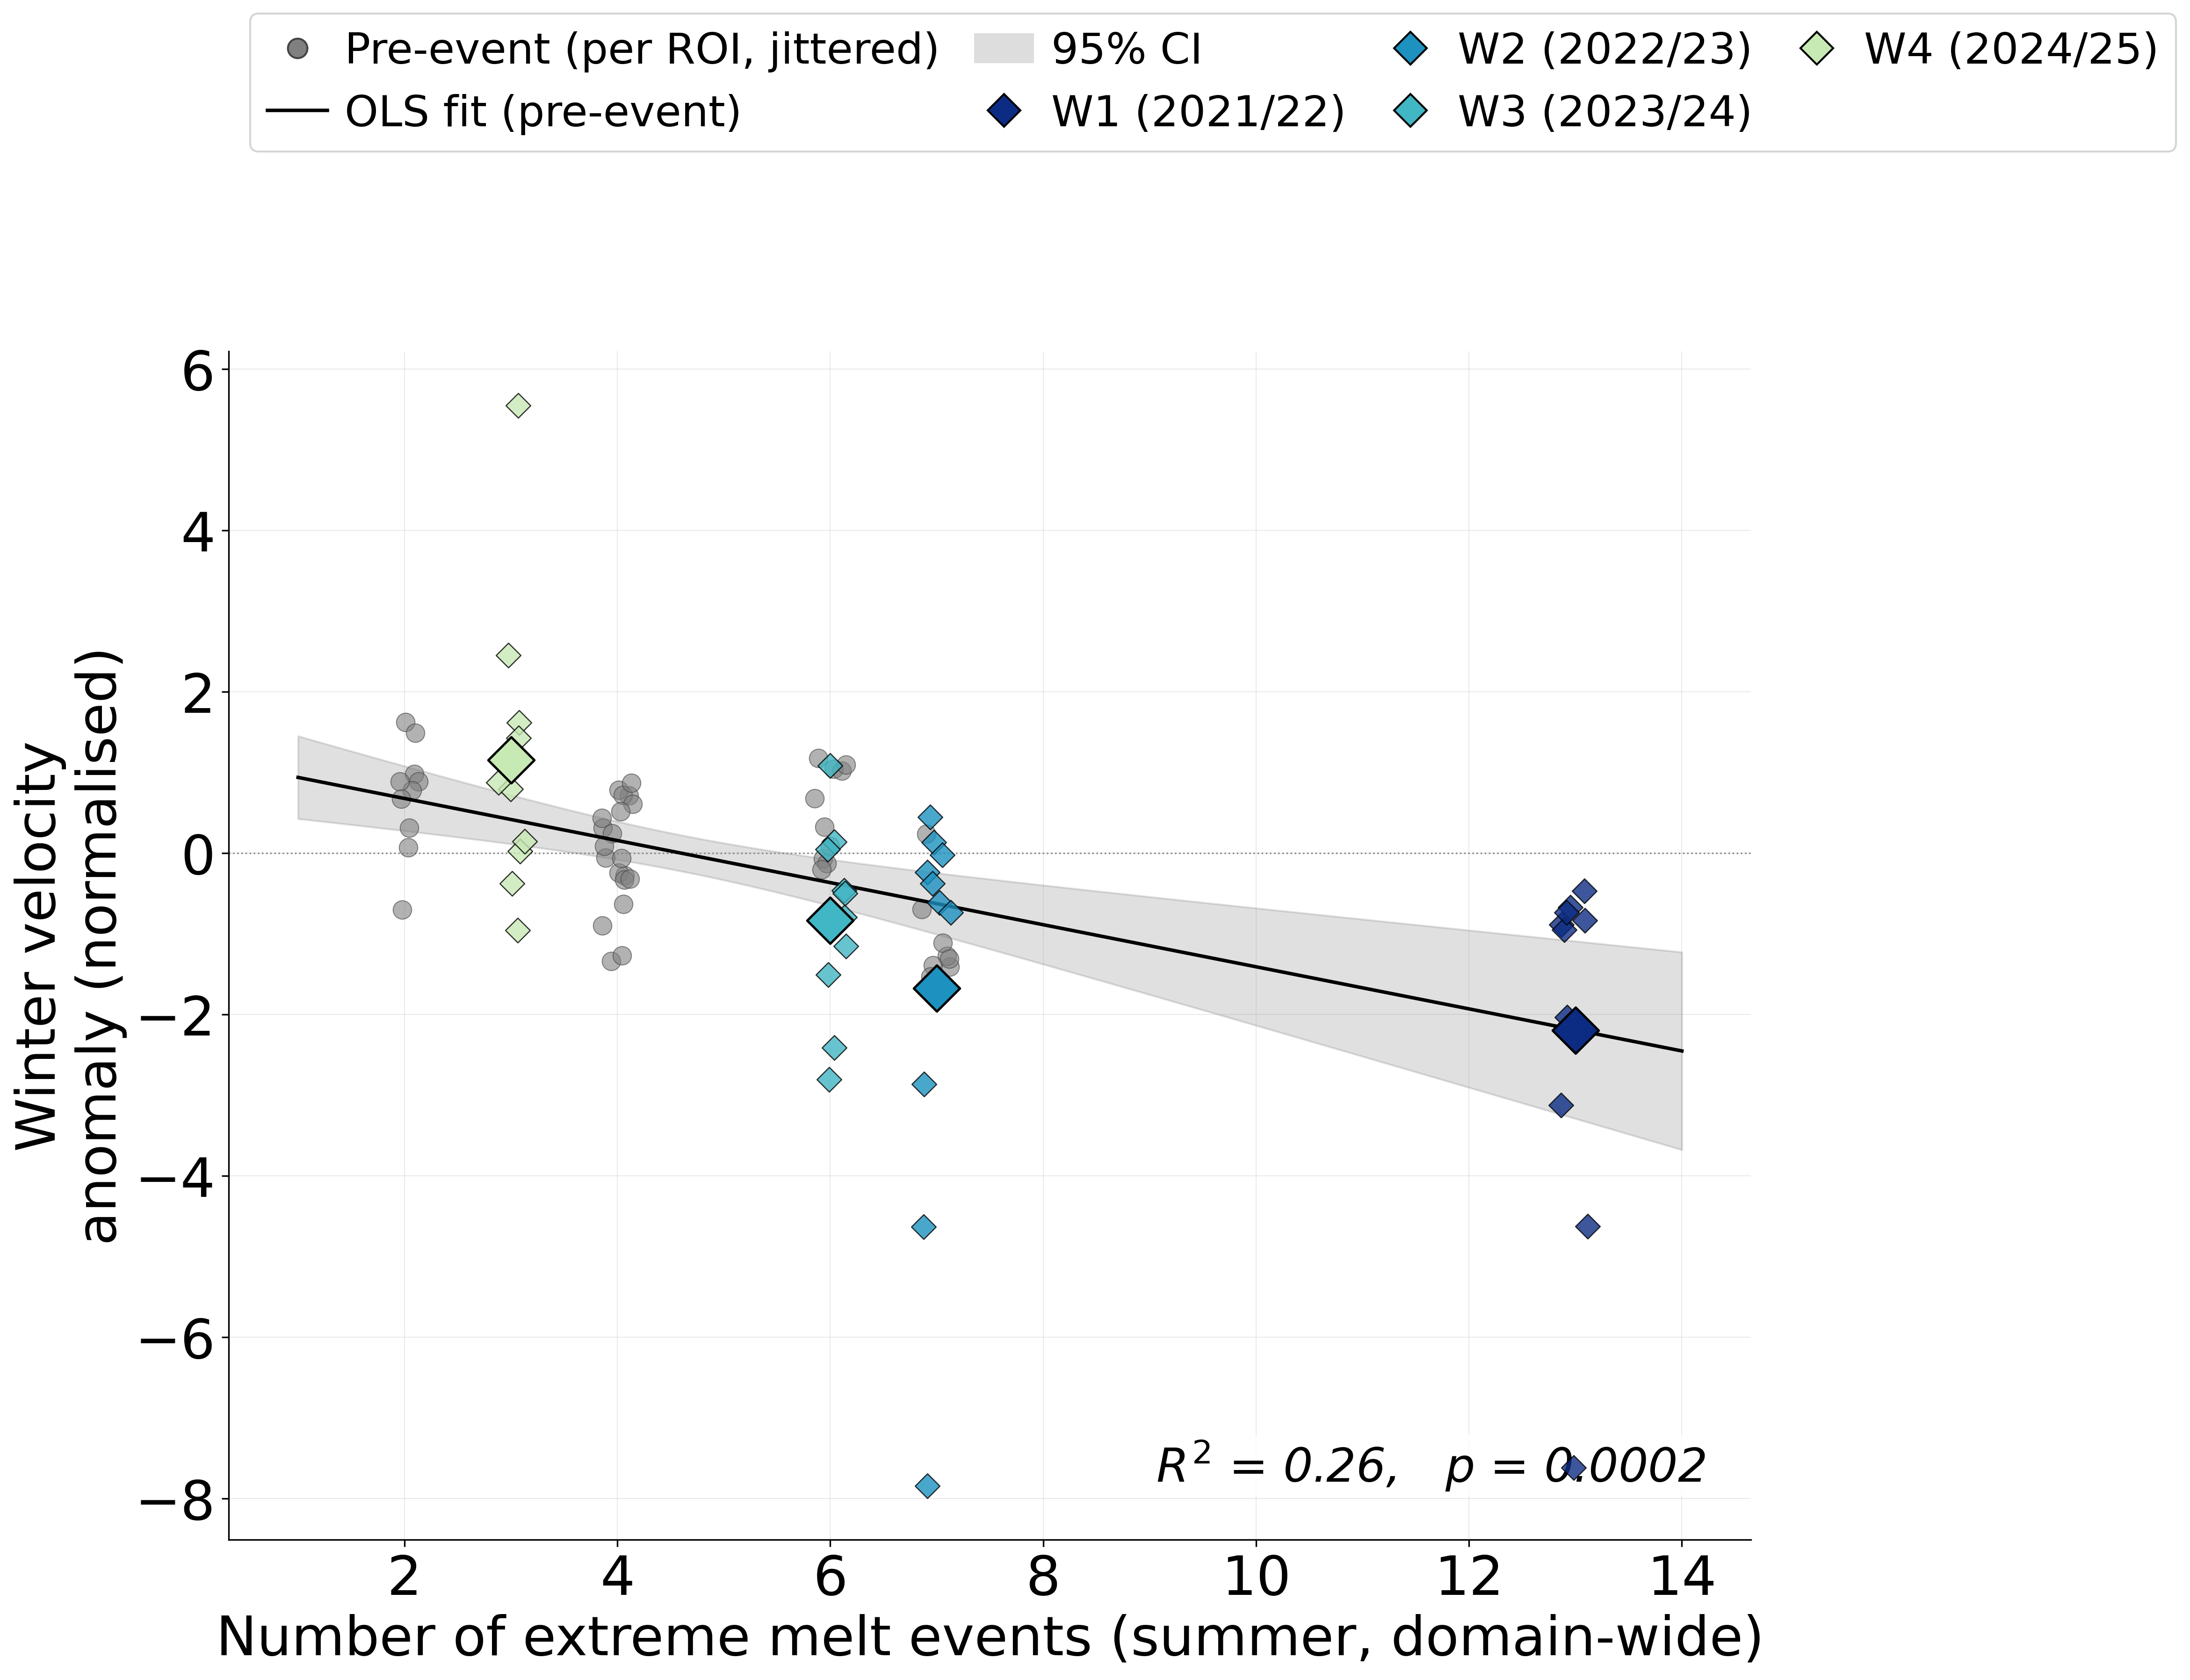 Pre-event (per ROI, jittered)
OLS fit (pre-event)
95% CI
W1 (2021/22)
W2 (2022/23)
W3 (2023/24)
W4 (2024/25)
Winter velocity
anomaly (normalised)
6
4
2
0
−2
−4
−6
−8
R² = 0.26, p = 0.0002
2 4 6 8 10 12 14
Number of extreme melt events (summer, domain-wide)